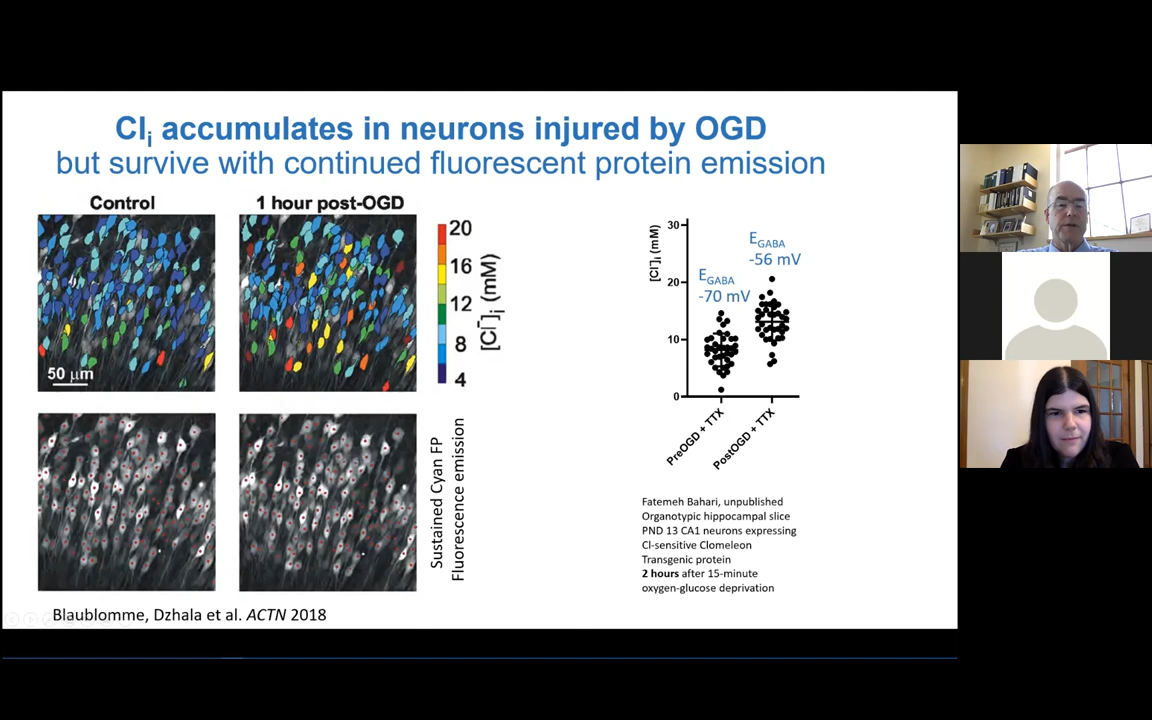 Cli accumulates in neurons injured by OGD
but survive with continued fluorescent protein emission
Control
1 hour post-OGD
50 μm
20
16
12
8
4
[Cl⁻]i (mM)
Sustained Cyan FP
Fluorescence emission
Blaublomme, Dzhala et al. ACTN 2018
[Cl⁻]i (mM)
30
20
10
0
EGABA
-70 mV
EGABA
-56 mV
PreOGD + TTX
PostOGD + TTX
Fatemeh Bahari, unpublished
Organotypic hippocampal slice
PND 13 CA1 neurons expressing
Cl-sensitive Clomeleon
Transgenic protein
2 hours after 15-minute
oxygen-glucose deprivation